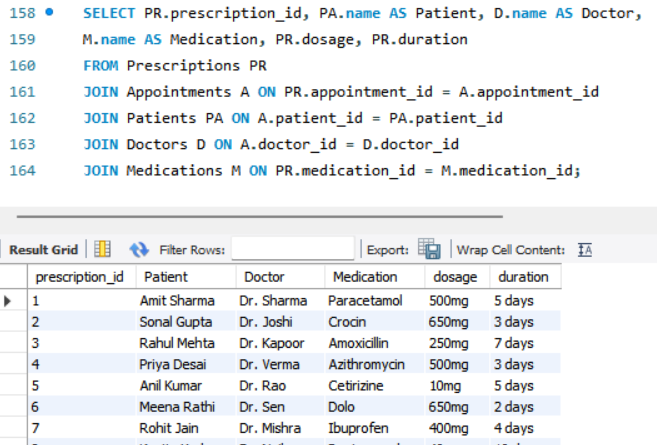 158 SELECT PR.prescription_id, PA.name AS Patient, D.name AS Doctor,
159 M.name AS Medication, PR.dosage, PR.duration
160 FROM Prescriptions PR
161 JOIN Appointments A ON PR.appointment_id = A.appointment_id
162 JOIN Patients PA ON A.patient_id = PA.patient_id
163 JOIN Doctors D ON A.doctor_id = D.doctor_id
164 JOIN Medications M ON PR.medication_id = M.medication_id;
Result Grid Filter Rows: Export: Wrap Cell Content: IA
prescription_id Patient Doctor Medication dosage duration
1 Amit Sharma Dr. Sharma Paracetamol 500mg 5 days
2 Sonal Gupta Dr. Joshi Crocin 650mg 3 days
3 Rahul Mehta Dr. Kapoor Amoxicillin 250mg 7 days
4 Priya Desai Dr. Verma Azithromycin 500mg 3 days
5 Anil Kumar Dr. Rao Cetirizine 10mg 5 days
6 Meena Rathi Dr. Sen Dolo 650mg 2 days
7 Rohit Jain Dr. Mishra Ibuprofen 400mg 4 days